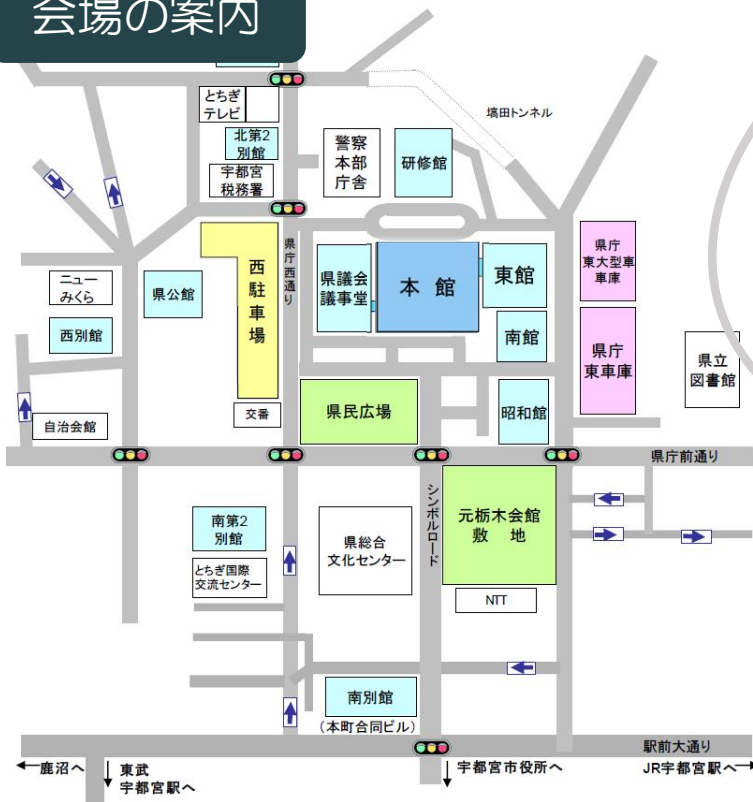 会場の案内
とちぎ
テレビ
北第2
別館
宇都宮
税務署
警察
本部
庁舎
研修館
塙田トンネル
県庁西通り
西駐車場
県議会
議事堂
本館
東館
南館
県庁
東大型車
車庫
県庁
東車庫
県立
図書館
ニュー
みくら
西別館
県公館
自治会館
交番
県民広場
昭和館
県庁前通り
南第2
別館
とちぎ国際
交流センター
県総合
文化センター
シンボルロード
元栃木会館
敷地
NTT
南別館
(本町合同ビル)
駅前大通り
←鹿沼へ
東武
宇都宮駅へ
↓宇都宮市役所へ
JR宇都宮駅へ→